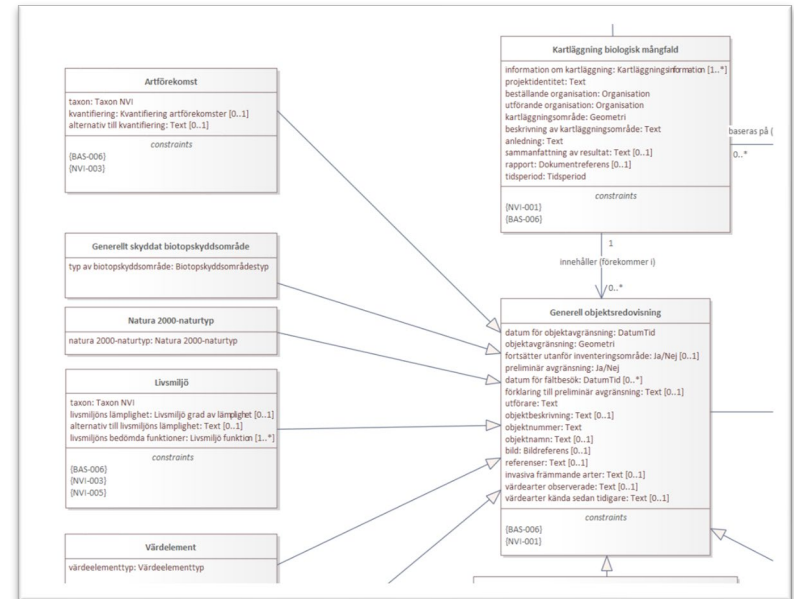 Artförekomst
taxon: Taxon NVI
kvantifiering: Kvantifiering artförekomster [0..1]
alternativ till kvantifiering: Text [0..1]
constraints
{BAS-006}
{NVI-003}
Generellt skyddat biotopskyddsområde
typ av biotopskyddsområde: Biotopskyddsområdestyp
Natura 2000-naturtyp
natura 2000-naturtyp: Natura 2000-naturtyp
Livsmiljö
taxon: Taxon NVI
livsmiljöns lämplighet: Livsmiljö grad av lämplighet [0..1]
alternativ till livsmiljöns lämplighet: Text [0..1]
livsmiljöns bedömda funktioner: Livsmiljö funktion [1..*]
constraints
{BAS-006}
{NVI-003}
{NVI-005}
Värdelement
värdeelementtyp: Värdeelementtyp
Kartläggning biologisk mångfald
information om kartläggning: Kartläggningsinformation [1..*]
projektidentitet: Text
beställande organisation: Organisation
utförande organisation: Organisation
kartläggningsområde: Geometri
beskrivning av kartläggningsområde: Text
anledning: Text
sammanfattning av resultat: Text [0..1]
rapport: Dokumentreferens [0..1]
tidsperiod: Tidsperiod
constraints
{NVI-001}
{BAS-006}
baseras på (
0..*
1
innehåller (förekommer i)
0..*
Generell objektsredovisning
datum för objektavgränsning: DatumTid
objektavgränsning: Geometri
fortsätter utanför inventeringsområde: Ja/Nej [0..1]
preliminär avgränsning: Ja/Nej
datum för fältbesök: DatumTid [0..*]
förklaring till preliminär avgränsning: Text [0..1]
utförare: Text
objektbeskrivning: Text [0..1]
objektnummer: Text
objektnamn: Text [0..1]
bild: Bildreferens [0..1]
referenser: Text [0..1]
invasiva främmande arter: Text [0..1]
värdearter observerade: Text [0..1]
värdearter kända sedan tidigare: Text [0..1]
constraints
{BAS-006}
{NVI-001}